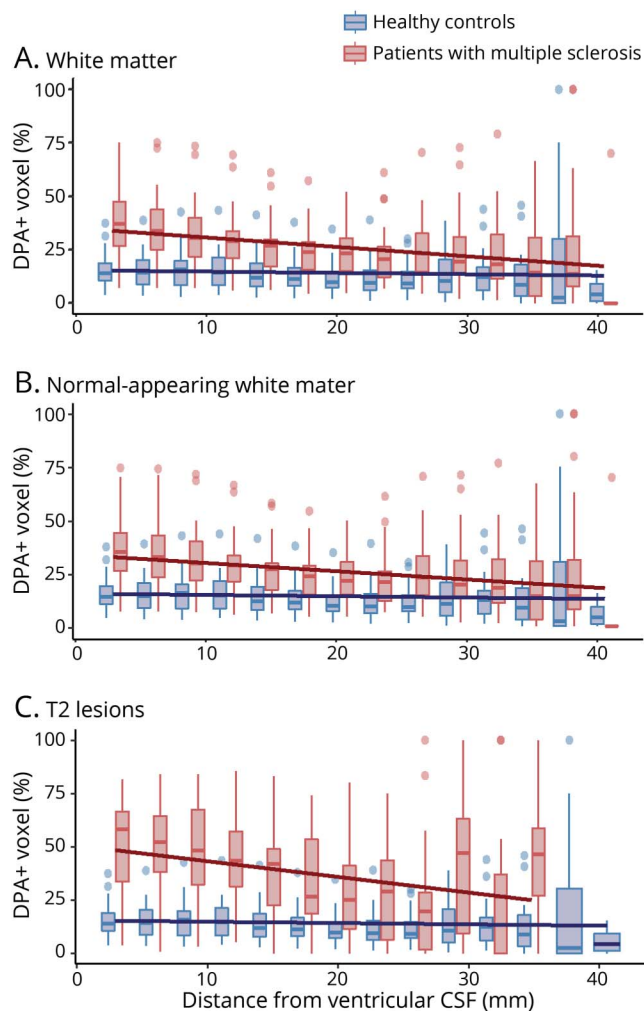 Healthy controls
Patients with multiple sclerosis
A. White matter
DPA+ voxel (%)
100
75
50
25
0
0 10 20 30 40
B. Normal-appearing white mater
DPA+ voxel (%)
100
75
50
25
0
0 10 20 30 40
C. T2 lesions
DPA+ voxel (%)
100
75
50
25
0
0 10 20 30 40
Distance from ventricular CSF (mm)